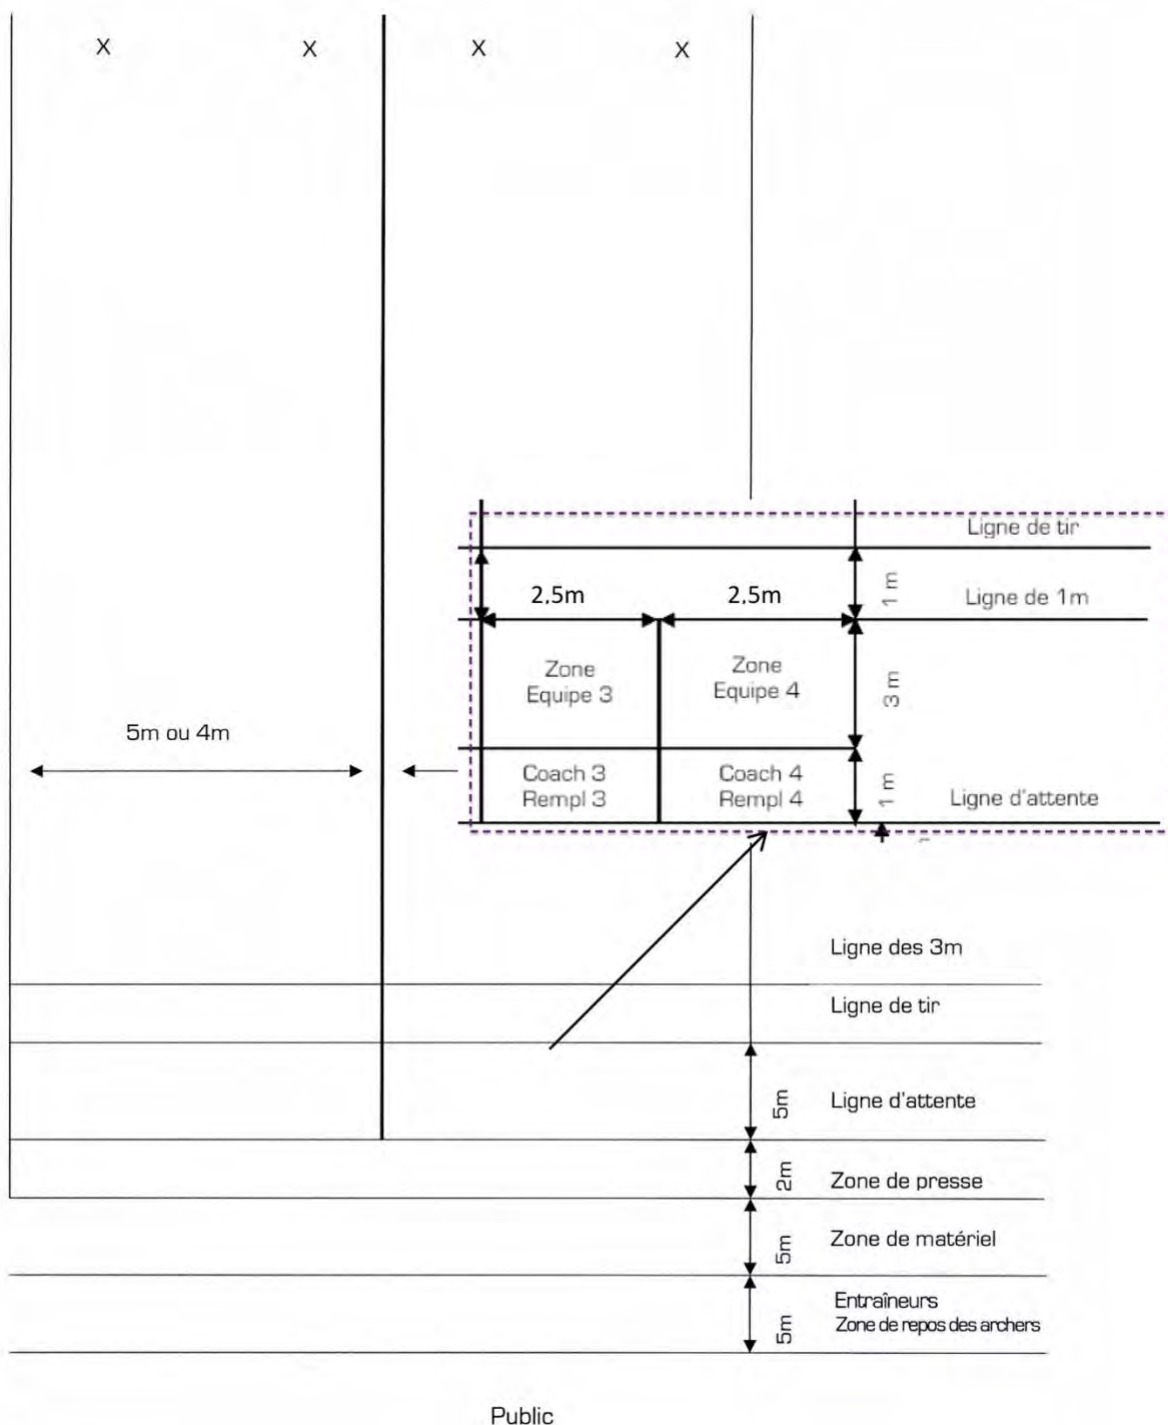 X X X X
Ligne de tir
1 m
2,5m 2,5m
Ligne de 1m
Zone
Equipe 3
Zone
Equipe 4
3 m
5m ou 4m
Coach 3
Rempl 3
Coach 4
Rempl 4
1 m
Ligne d'attente
Ligne des 3m
Ligne de tir
5m
Ligne d'attente
2m
Zone de presse
5m
Zone de matériel
5m
Entraîneurs
Zone de repos des archers
Public